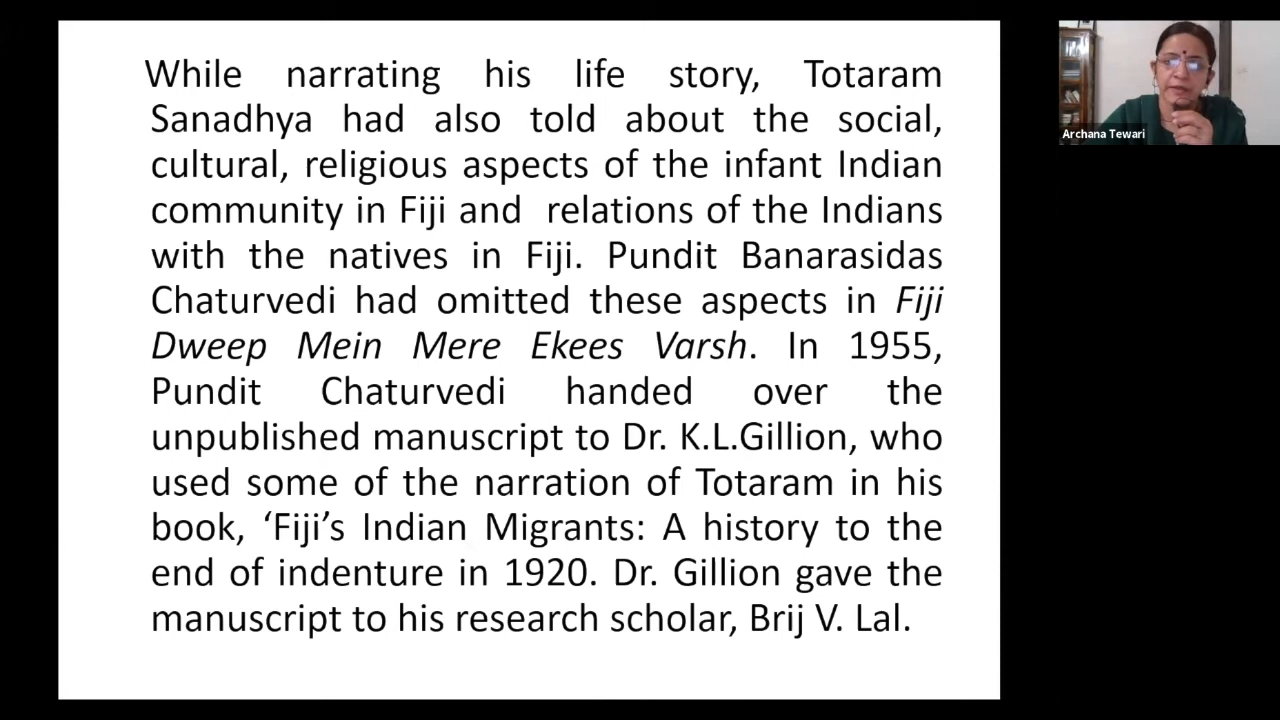 While narrating his life story, Totaram
Sanadhya had also told about the social,
cultural, religious aspects of the infant Indian
community in Fiji and relations of the Indians
with the natives in Fiji. Pundit Banarasidas
Chaturvedi had omitted these aspects in Fiji
Dweep Mein Mere Ekees Varsh. In 1955,
Pundit Chaturvedi handed over the
unpublished manuscript to Dr. K.L.Gillion, who
used some of the narration of Totaram in his
book, ‘Fiji’s Indian Migrants: A history to the
end of indenture in 1920. Dr. Gillion gave the
manuscript to his research scholar, Brij V. Lal.
Archana Tewari